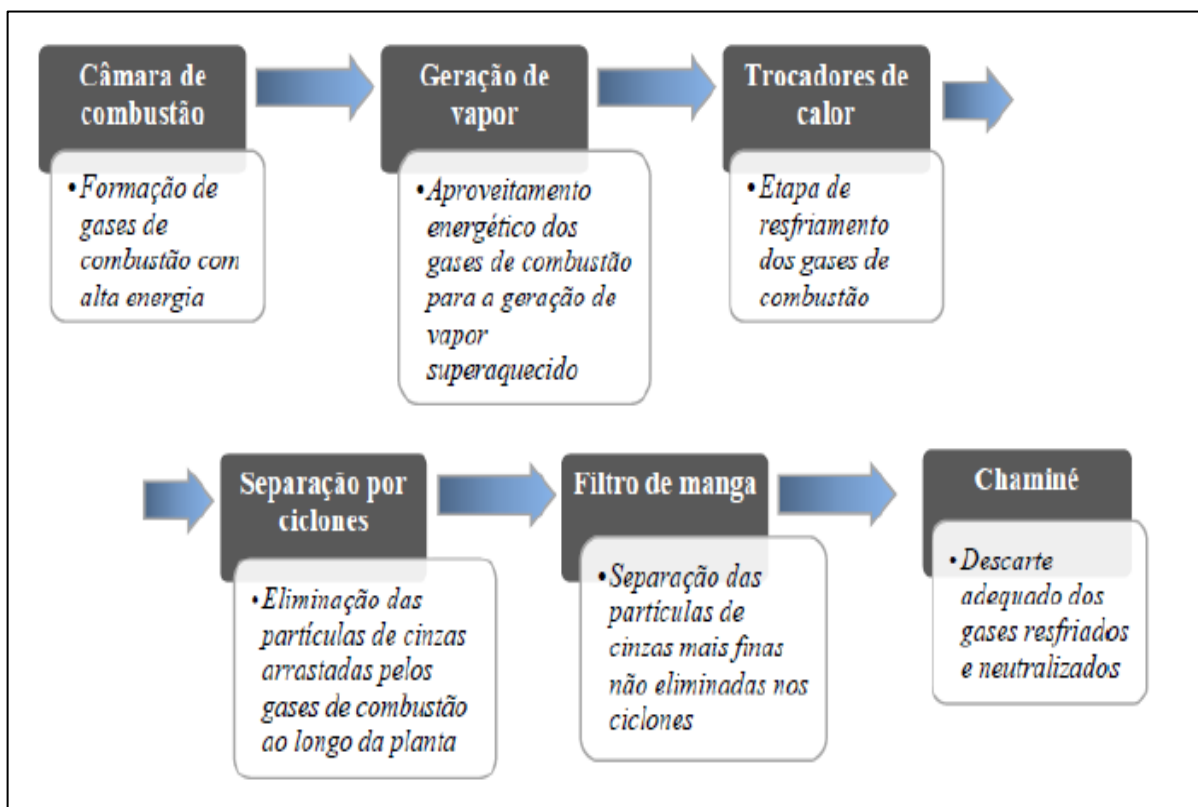 Câmara de
combustão
• Formação de
gases de
combustão com
alta energia
Geração de
vapor
• Aproveitamento
energético dos
gases de combustão
para a geração de
vapor
superaquecido
Trocadores de
calor
• Etapa de
resfriamento
dos gases de
combustão
Separação por
ciclones
• Eliminação das
partículas de cinzas
arrastadas pelos
gases de combustão
ao longo da planta
Filtro de manga
• Separação das
partículas de
cinzas mais finas
não eliminadas nos
ciclones
Chaminé
• Descarte
adequado dos
gases resfriados
e neutralizados